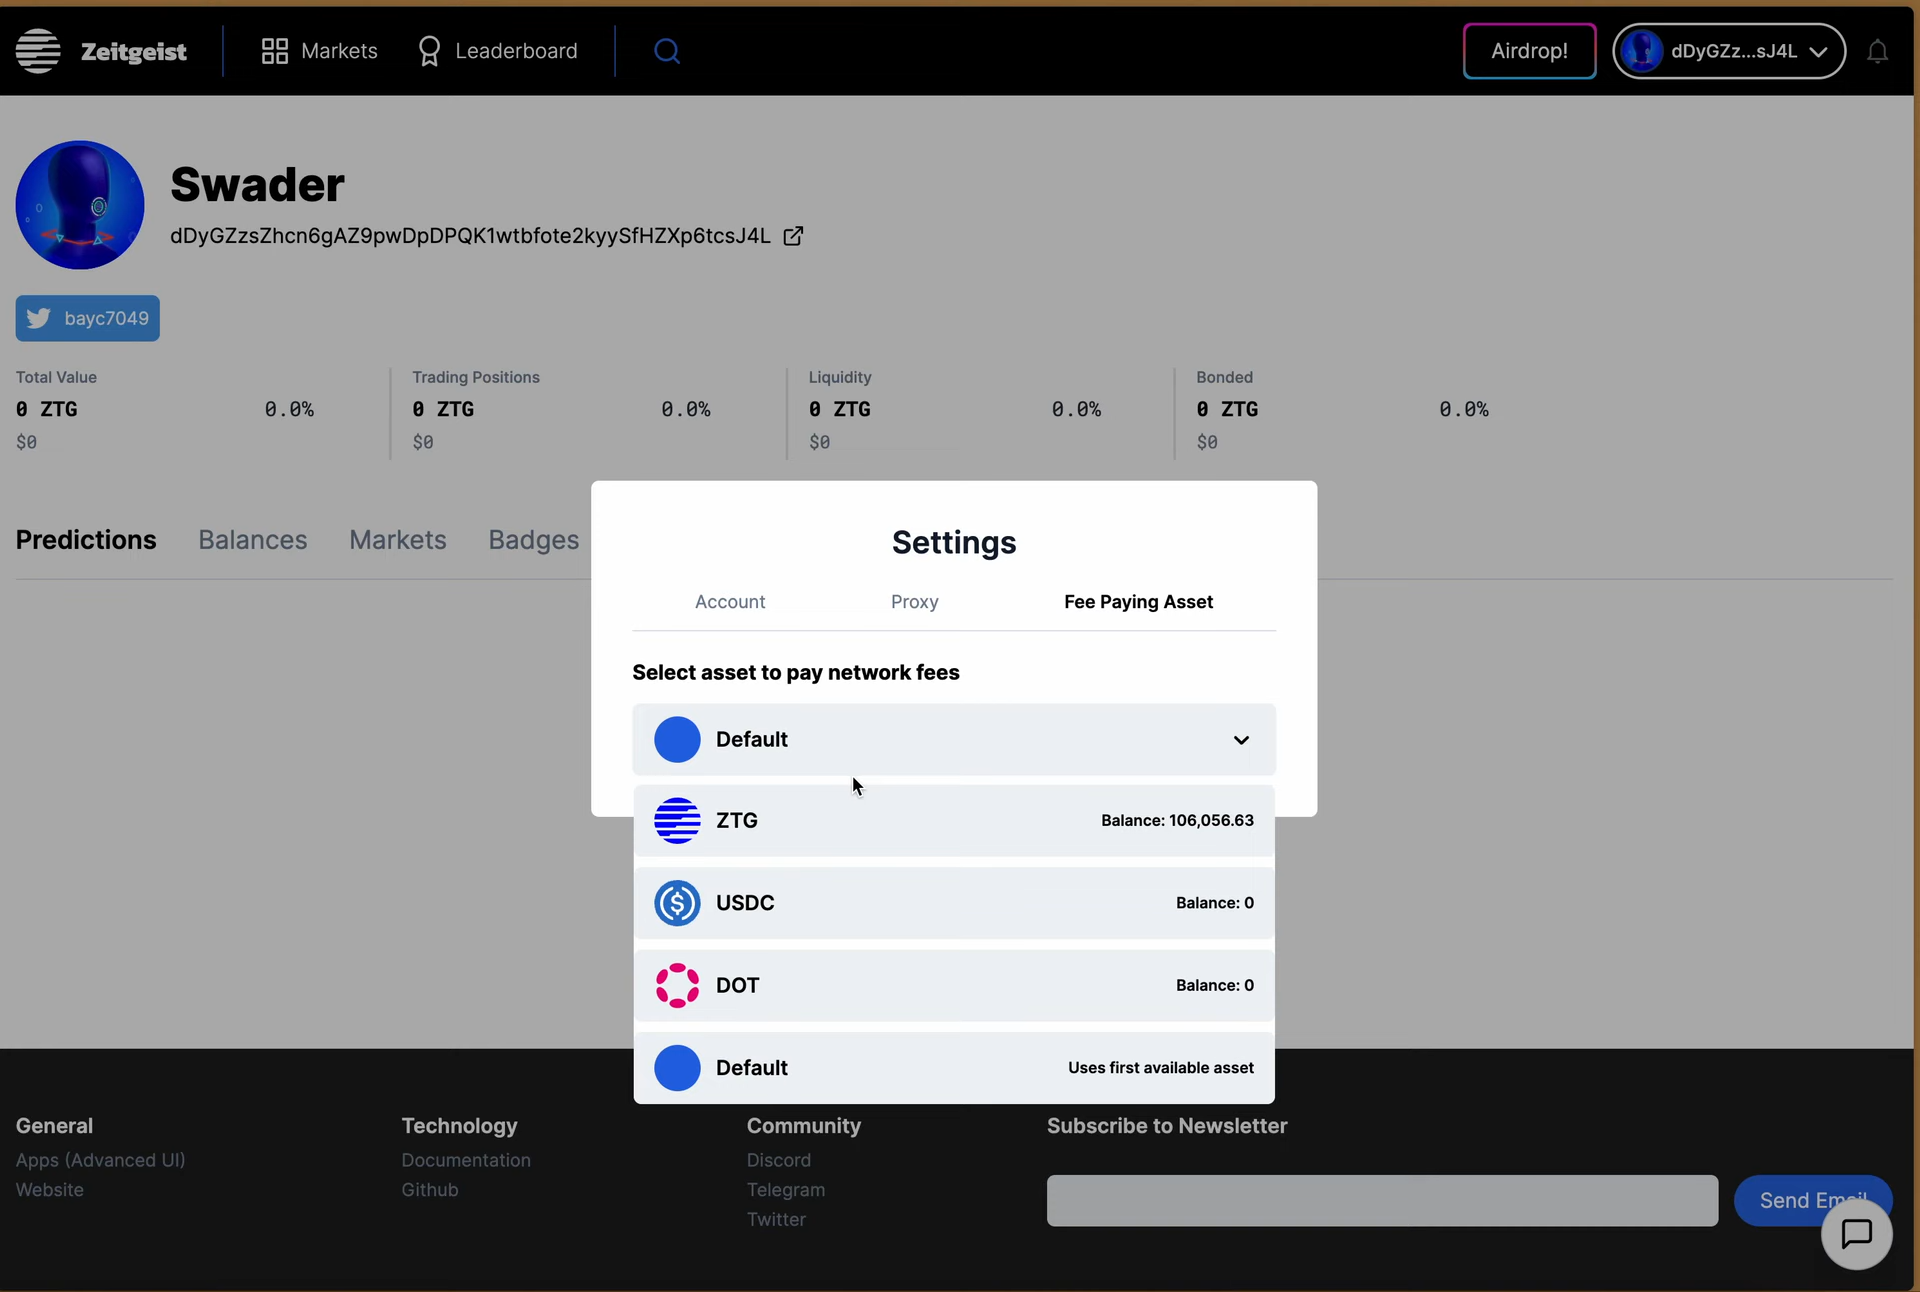 Zeitgeist
Markets
Leaderboard
Airdrop!
dDyGZz...sJ4L
Swader
dDyGZzsZhcn6gAZ9pwDpDPQK1wtbfote2kyySfHZXp6tcsJ4L
bayc7049
Total Value
0 ZTG 0.0%
$0
Trading Positions
0 ZTG 0.0%
$0
Liquidity
0 ZTG 0.0%
$0
Bonded
0 ZTG 0.0%
$0
Predictions Balances Markets Badges
Settings
Account Proxy Fee Paying Asset
Select asset to pay network fees
Default
ZTG Balance: 106,056.63
USDC Balance: 0
DOT Balance: 0
Default Uses first available asset
General
Apps (Advanced UI)
Website
Technology
Documentation
Github
Community
Discord
Telegram
Twitter
Subscribe to Newsletter
Send Email